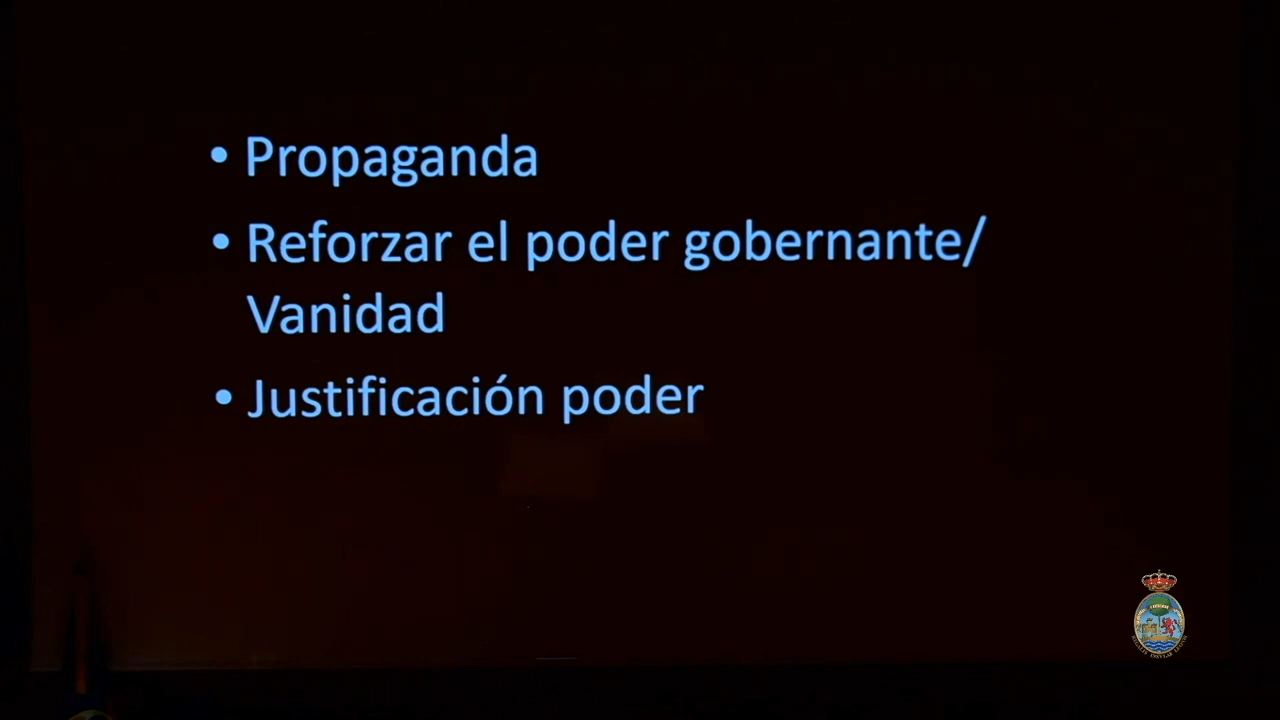 • Propaganda
• Reforzar el poder gobernante/
Vanidad
• Justificación poder